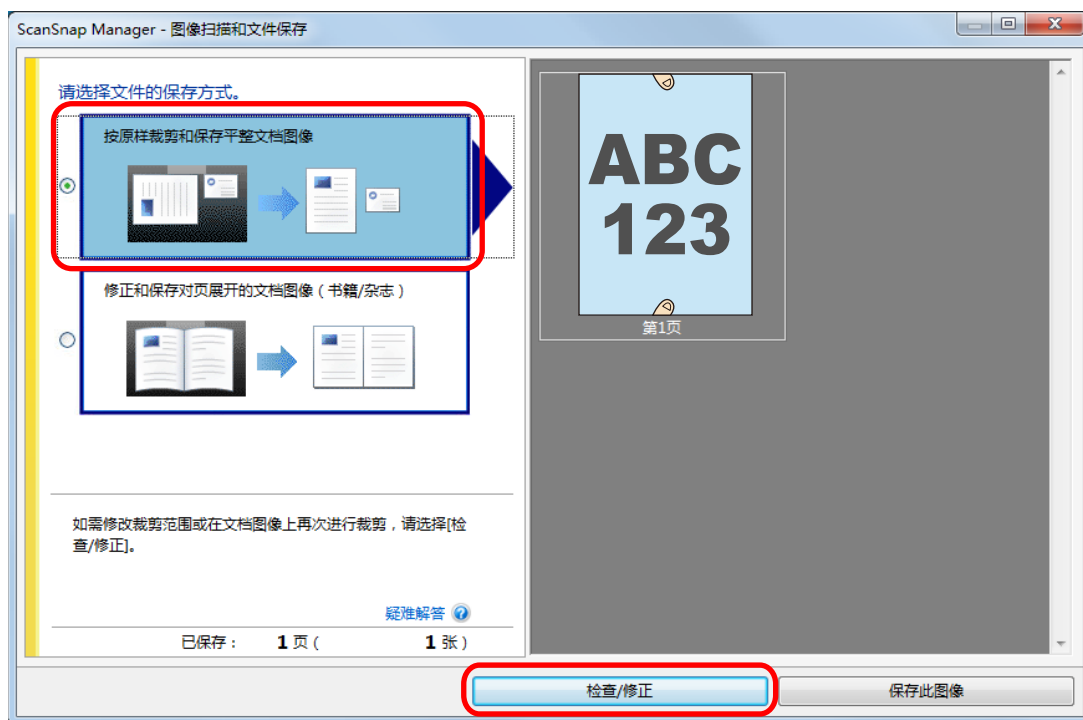 ScanSnap Manager - 图像扫描和文件保存
请选择文件的保存方式。
按原样裁剪和保存平整文档图像
修正和保存对页展开的文档图像（书籍/杂志）
如需修改裁剪范围或在文档图像上再次进行裁剪，请选择[检
查/修正]。
疑难解答
已保存： 1 页（ 1 张）
ABC
123
第1页
检查/修正
保存此图像